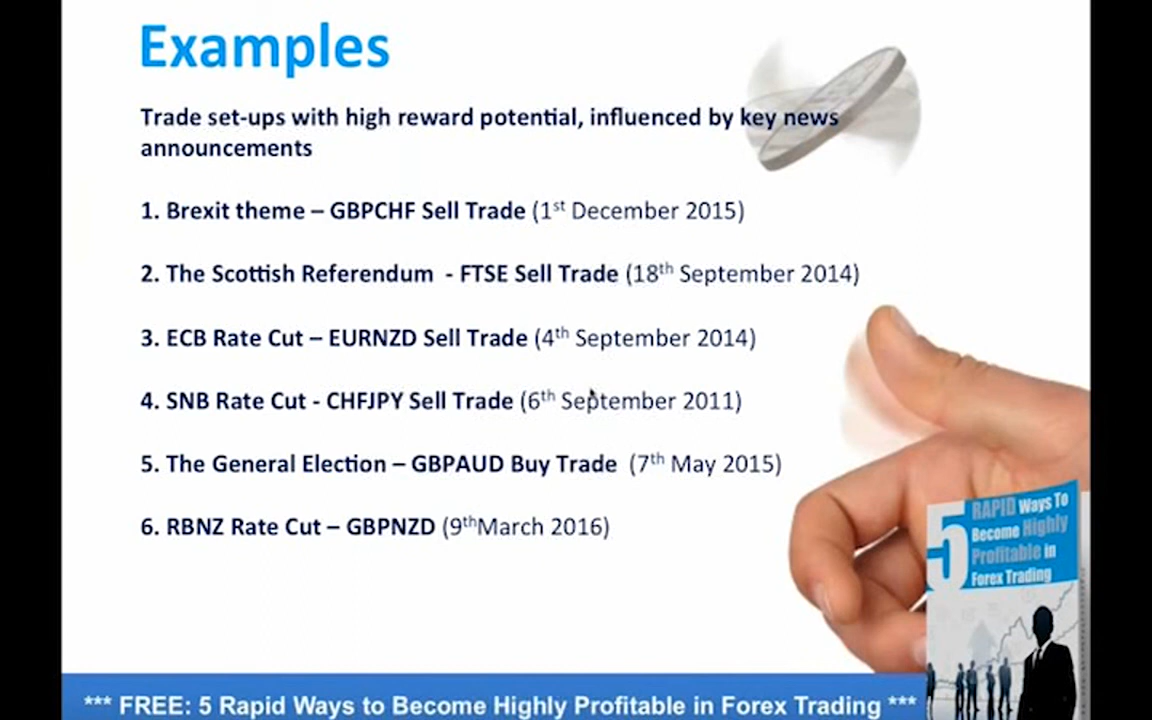 Examples
Trade set-ups with high reward potential, influenced by key news
announcements
1. Brexit theme – GBPCHF Sell Trade (1st December 2015)
2. The Scottish Referendum - FTSE Sell Trade (18th September 2014)
3. ECB Rate Cut – EURNZD Sell Trade (4th September 2014)
4. SNB Rate Cut - CHFJPY Sell Trade (6th September 2011)
5. The General Election – GBPAUD Buy Trade (7th May 2015)
6. RBNZ Rate Cut – GBPNZD (9thMarch 2016)
5 RAPID Ways To
Become Highly
Profitable in
Forex Trading
*** FREE: 5 Rapid Ways to Become Highly Profitable in Forex Trading ***